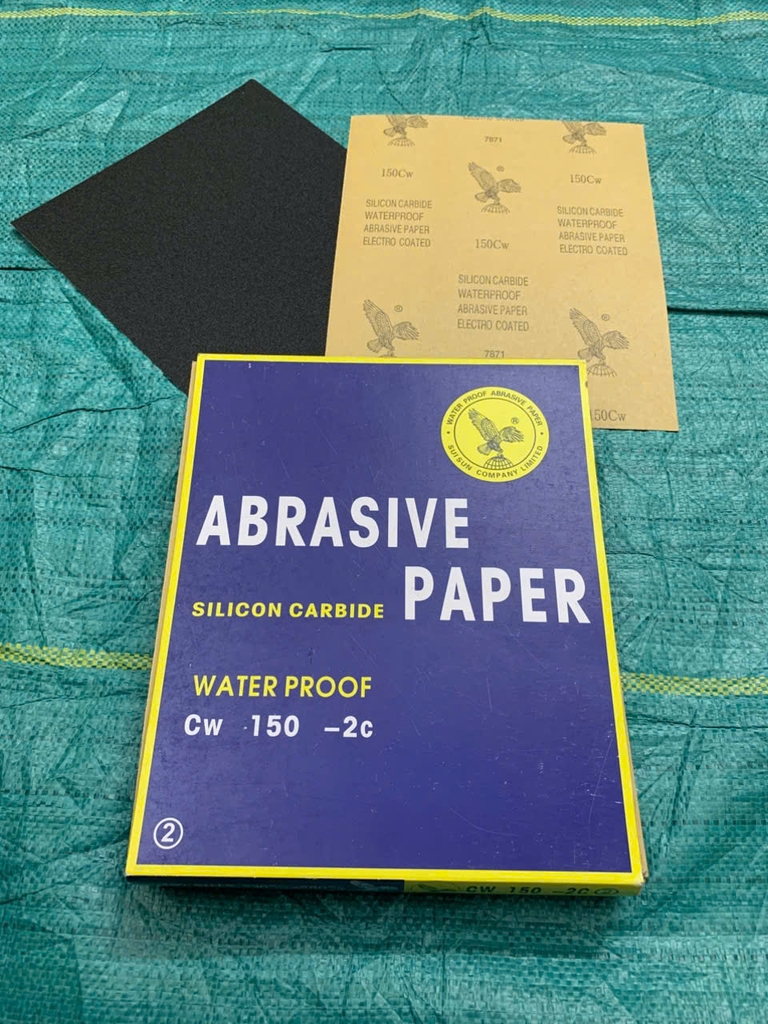 7871
150Cw
SILICON CARBIDE
WATERPROOF
ABRASIVE PAPER
ELECTRO COATED
®
150Cw
SILICON CARBIDE
WATERPROOF
ABRASIVE PAPER
ELECTRO COATED
7871
150Cw
SILICON CARBIDE
WATERPROOF
ABRASIVE PAPER
ELECTRO COATED
®
®
150Cw
WATER PROOF ABRASIVE PAPER
®
SUISUN COMPANY LIMITED
ABRASIVE
PAPER
SILICON CARBIDE
WATER PROOF
Cw 150 -2c
2
CW 150 -2C 2